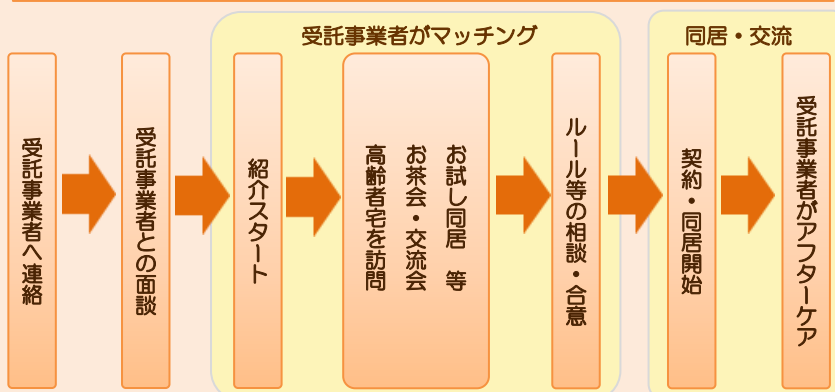 受託事業者へ連絡
受託事業者との面談
受託事業者がマッチング
紹介スタート
お試し同居　等
お茶会・交流会
高齢者宅を訪問
ルール等の相談・合意
同居・交流
契約・同居開始
受託事業者がアフターケア